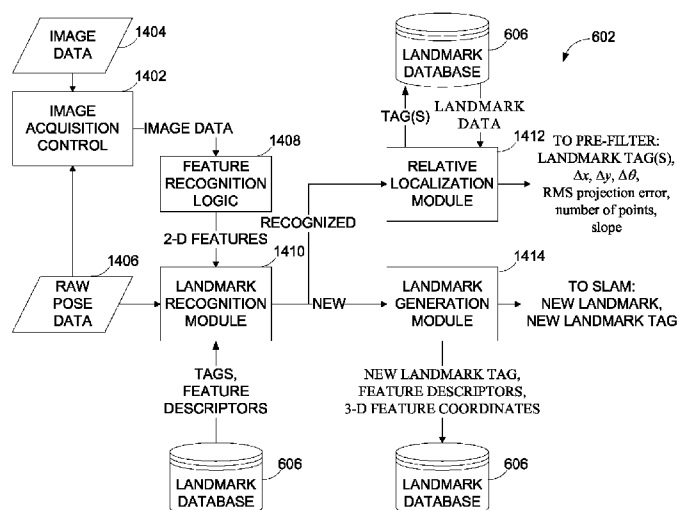 IMAGE
DATA
1404
1402
IMAGE
ACQUISITION
CONTROL
IMAGE DATA
1408
FEATURE
RECOGNITION
LOGIC
2-D FEATURES
1406
RAW
POSE
DATA
1410
LANDMARK
RECOGNITION
MODULE
TAGS,
FEATURE
DESCRIPTORS
LANDMARK
DATABASE
606
RECOGNIZED
NEW
LANDMARK
DATABASE
606
602
TAG(S)
LANDMARK
DATA
1412
RELATIVE
LOCALIZATION
MODULE
TO PRE-FILTER:
LANDMARK TAG(S),
Δx, Δy, Δθ,
RMS projection error,
number of points,
slope
1414
LANDMARK
GENERATION
MODULE
TO SLAM:
NEW LANDMARK,
NEW LANDMARK TAG
NEW LANDMARK TAG,
FEATURE DESCRIPTORS,
3-D FEATURE COORDINATES
LANDMARK
DATABASE
606